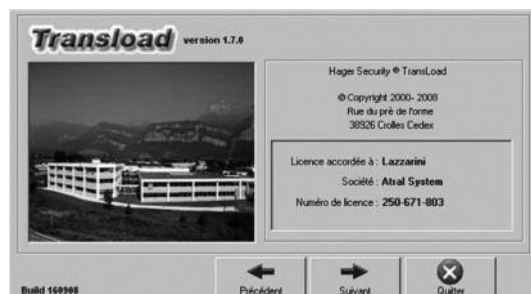 Transload version 1.7.0
Hager Security ® TransLoad
© Copyright 2000- 2008
Rue du prè de l'orme
38926 Crolles Cedex
Licence accordée à : Lazzarini
Société : Atral System
Numéro de licence : 250-671-803
Build 160908
Précédent
Suivant
Quitter